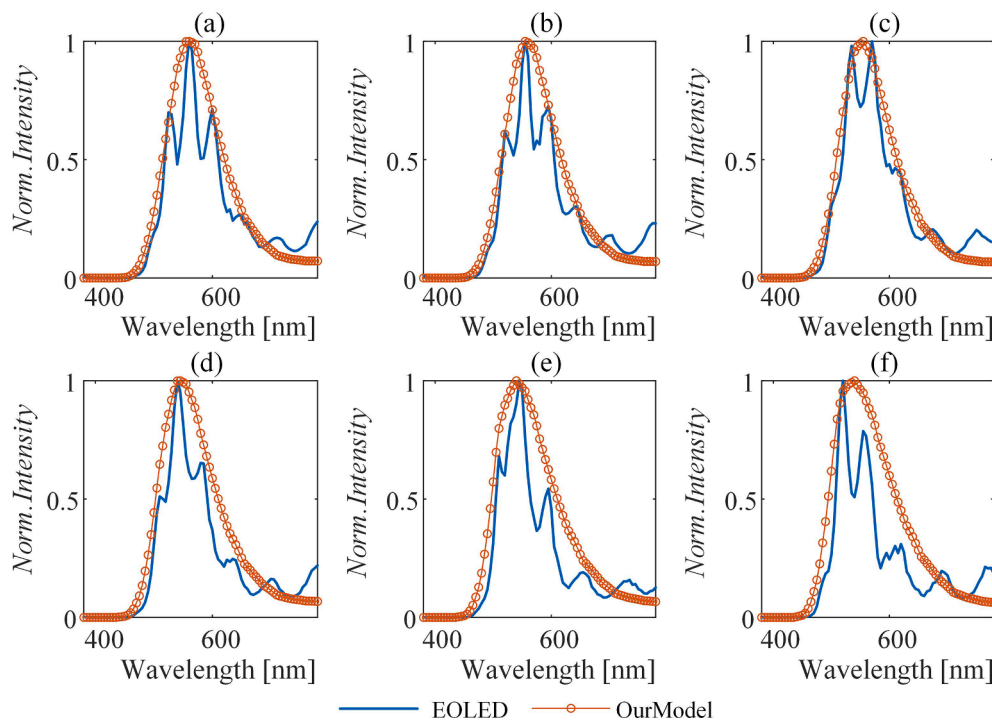 (a)
1
0.5
0
400 600
Norm.Intensity
Wavelength [nm]
(b)
1
0.5
0
400 600
Norm.Intensity
Wavelength [nm]
(c)
1
0.5
0
400 600
Norm.Intensity
Wavelength [nm]
(d)
1
0.5
0
400 600
Norm.Intensity
Wavelength [nm]
(e)
1
0.5
0
400 600
Norm.Intensity
Wavelength [nm]
(f)
1
0.5
0
400 600
Norm.Intensity
Wavelength [nm]
EOLED OurModel